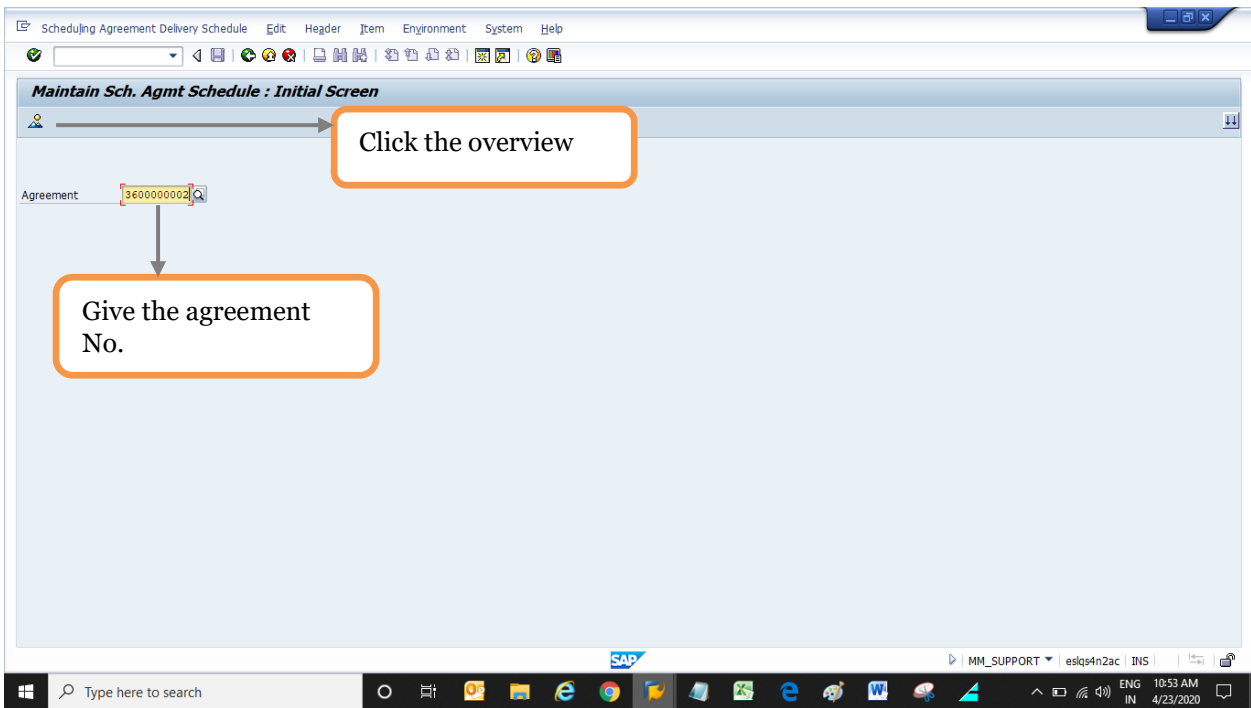 Scheduling Agreement Delivery Schedule Edit Header Item Environment System Help
Maintain Sch. Agmt Schedule : Initial Screen
Click the overview
Agreement 3600000002
Give the agreement
No.
SAP
MM_SUPPORT eslqs4n2ac INS
Type here to search
ENG 10:53 AM
IN 4/23/2020